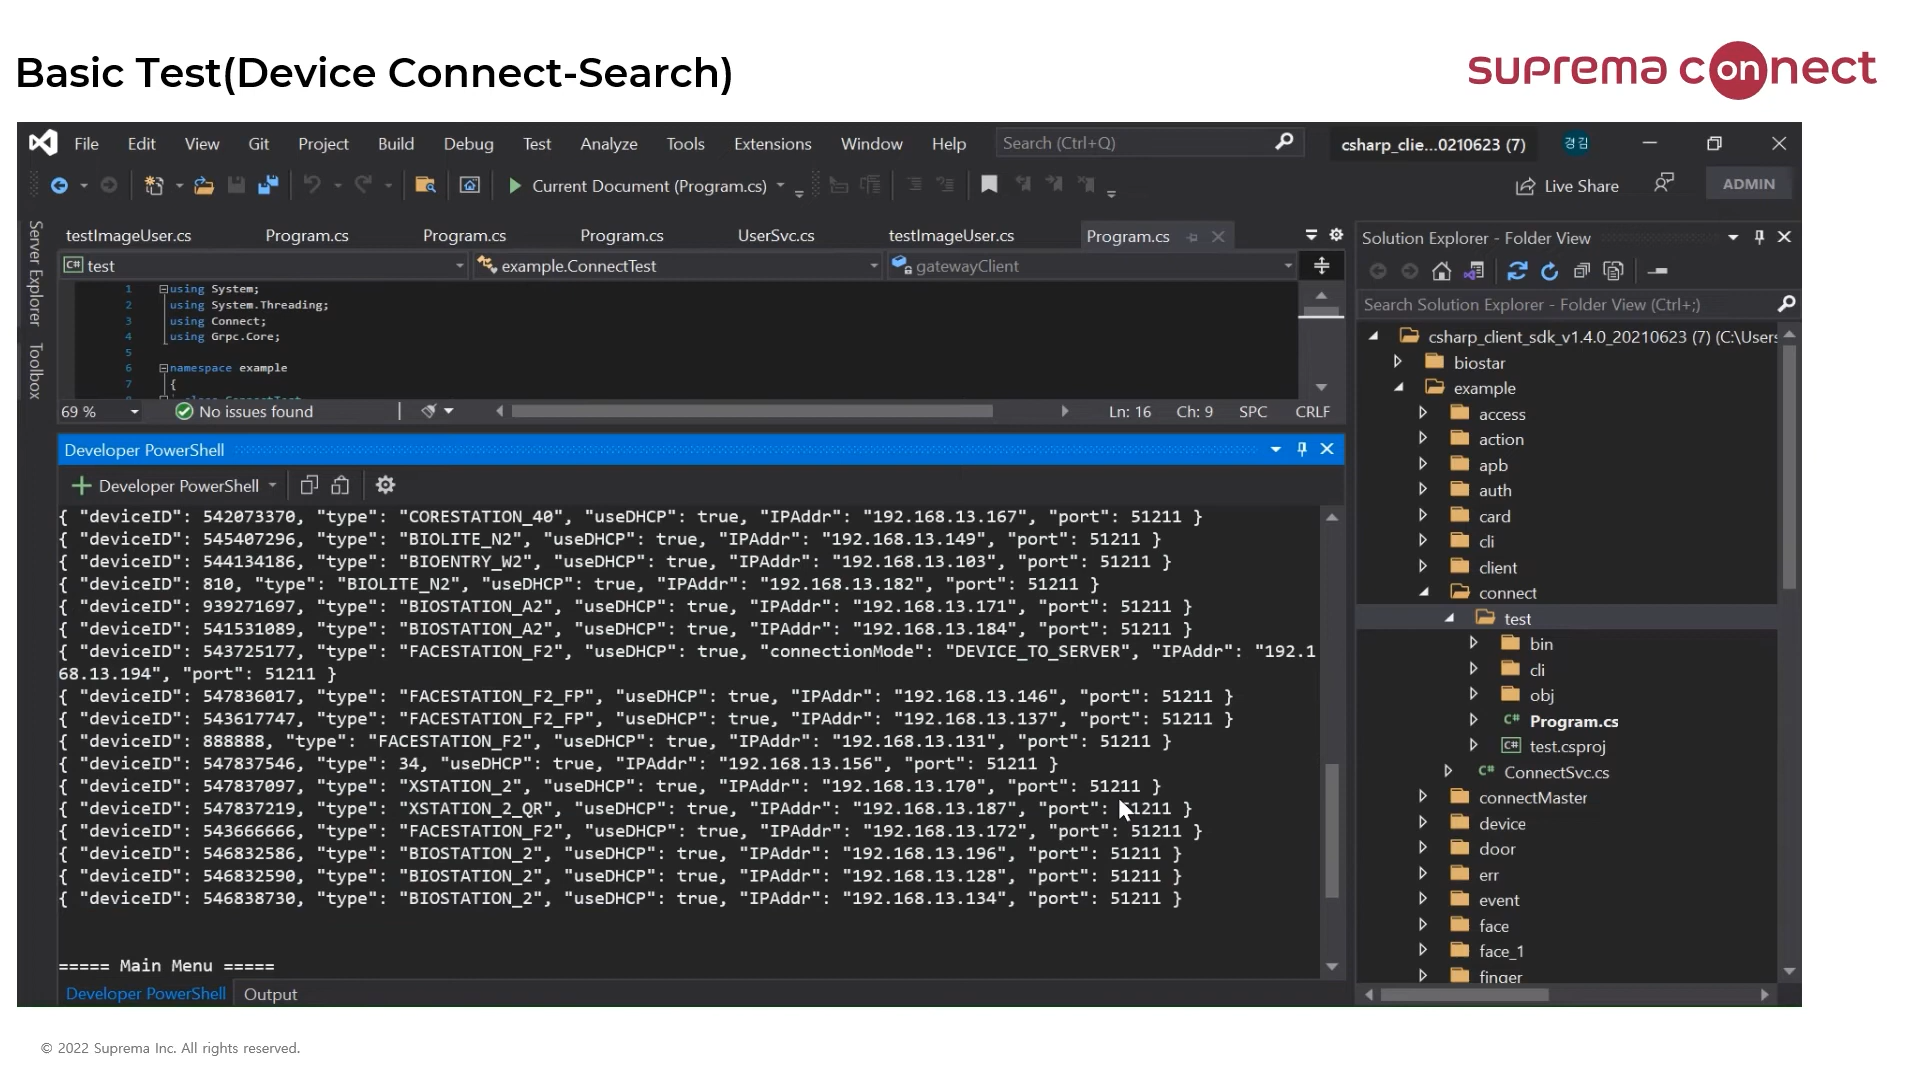 Basic Test(Device Connect-Search)
suprema connect
File Edit View Git Project Build Debug Test Analyze Tools Extensions Window Help Search (Ctrl+Q) csharp_clie...0210623 (7) 경김
Current Document (Program.cs) Live Share ADMIN
Server Explorer
Toolbox
testImageUser.cs Program.cs Program.cs Program.cs UserSvc.cs testImageUser.cs Program.cs
C# test example.ConnectTest gatewayClient
1 using System;
2 using System.Threading;
3 using Connect;
4 using Grpc.Core;
5
6 namespace example
7 {
69 % No issues found Ln: 16 Ch: 9 SPC CRLF
Developer PowerShell
Developer PowerShell
{ "deviceID": 542073370, "type": "CORESTATION_40", "useDHCP": true, "IPAddr": "192.168.13.167", "port": 51211 }
{ "deviceID": 545407296, "type": "BIOLITE_N2", "useDHCP": true, "IPAddr": "192.168.13.149", "port": 51211 }
{ "deviceID": 544134186, "type": "BIOENTRY_W2", "useDHCP": true, "IPAddr": "192.168.13.103", "port": 51211 }
{ "deviceID": 810, "type": "BIOLITE_N2", "useDHCP": true, "IPAddr": "192.168.13.182", "port": 51211 }
{ "deviceID": 939271697, "type": "BIOSTATION_A2", "useDHCP": true, "IPAddr": "192.168.13.171", "port": 51211 }
{ "deviceID": 541531089, "type": "BIOSTATION_A2", "useDHCP": true, "IPAddr": "192.168.13.184", "port": 51211 }
{ "deviceID": 543725177, "type": "FACESTATION_F2", "useDHCP": true, "connectionMode": "DEVICE_TO_SERVER", "IPAddr": "192.1
68.13.194", "port": 51211 }
{ "deviceID": 547836017, "type": "FACESTATION_F2_FP", "useDHCP": true, "IPAddr": "192.168.13.146", "port": 51211 }
{ "deviceID": 543617747, "type": "FACESTATION_F2_FP", "useDHCP": true, "IPAddr": "192.168.13.137", "port": 51211 }
{ "deviceID": 888888, "type": "FACESTATION_F2", "useDHCP": true, "IPAddr": "192.168.13.131", "port": 51211 }
{ "deviceID": 547837546, "type": 34, "useDHCP": true, "IPAddr": "192.168.13.156", "port": 51211 }
{ "deviceID": 547837097, "type": "XSTATION_2", "useDHCP": true, "IPAddr": "192.168.13.170", "port": 51211 }
{ "deviceID": 547837219, "type": "XSTATION_2_QR", "useDHCP": true, "IPAddr": "192.168.13.187", "port": 51211 }
{ "deviceID": 543666666, "type": "FACESTATION_F2", "useDHCP": true, "IPAddr": "192.168.13.172", "port": 51211 }
{ "deviceID": 546832586, "type": "BIOSTATION_2", "useDHCP": true, "IPAddr": "192.168.13.196", "port": 51211 }
{ "deviceID": 546832590, "type": "BIOSTATION_2", "useDHCP": true, "IPAddr": "192.168.13.128", "port": 51211 }
{ "deviceID": 546838730, "type": "BIOSTATION_2", "useDHCP": true, "IPAddr": "192.168.13.134", "port": 51211 }
===== Main Menu =====
Developer PowerShell Output
Solution Explorer - Folder View
Search Solution Explorer - Folder View (Ctrl+;)
csharp_client_sdk_v1.4.0_20210623 (7) (C:\Users
biostar
example
access
action
apb
auth
card
cli
client
connect
test
bin
cli
obj
C# Program.cs
C# test.csproj
C# ConnectSvc.cs
connectMaster
device
door
err
event
face
face_1
finger
© 2022 Suprema Inc. All rights reserved.